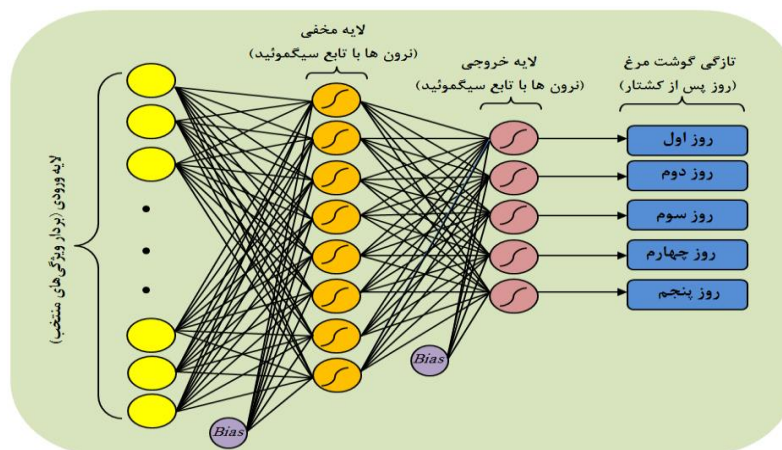 لایه مخفی
(نرون ها با تابع سیگموئید)
لایه خروجی
(نرون ها با تابع سیگموئید)
تازگی گوشت مرغ
(روز پس از کشتار)
لایه ورودی (بردار ویژگی‌های منتخب)
روز اول
روز دوم
روز سوم
روز چهارم
روز پنجم
Bias
Bias